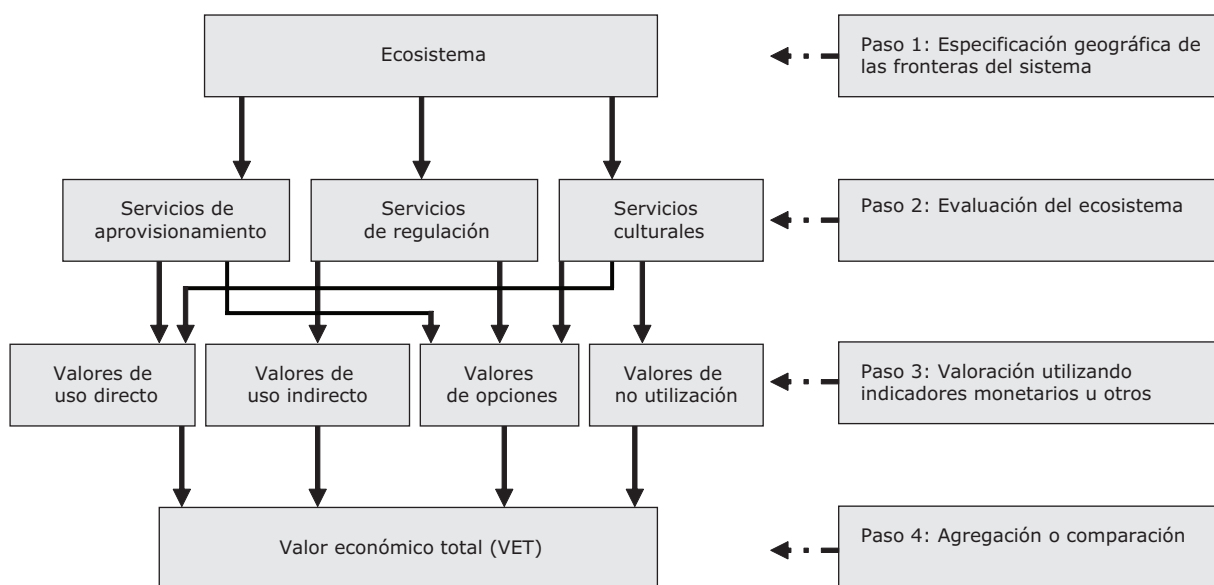 Ecosistema
Paso 1: Especificación geográfica de
las fronteras del sistema
Servicios de
aprovisionamiento
Servicios
de regulación
Servicios
culturales
Paso 2: Evaluación del ecosistema
Valores de
uso directo
Valores de
uso indirecto
Valores
de opciones
Valores de
no utilización
Paso 3: Valoración utilizando
indicadores monetarios u otros
Valor económico total (VET)
Paso 4: Agregación o comparación